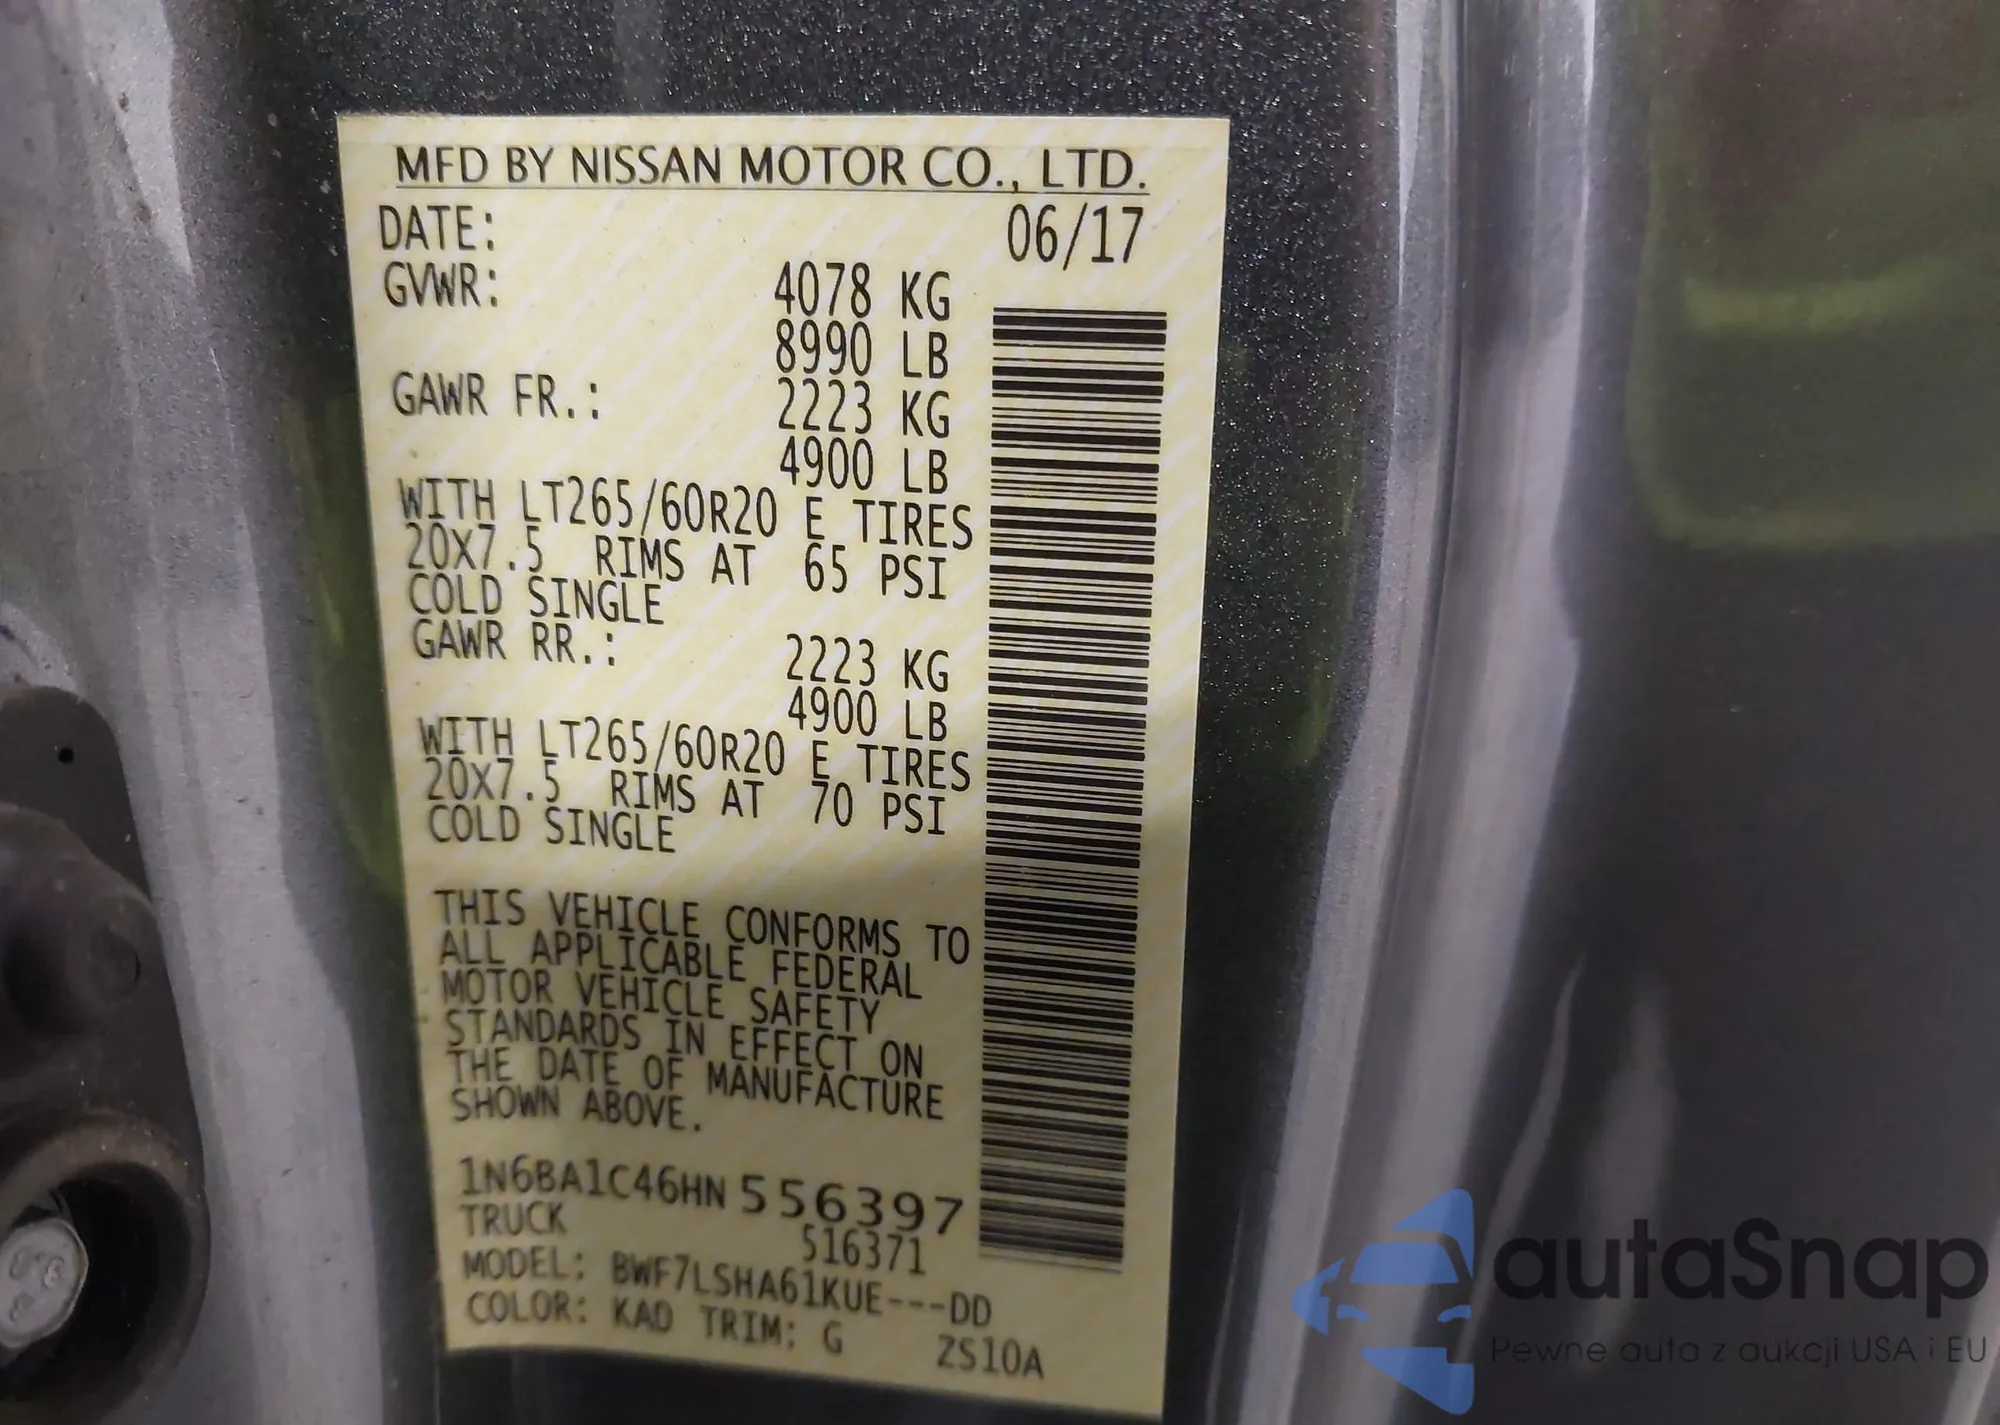 MFD BY NISSAN MOTOR CO., LTD.
DATE: 06/17
GVWR: 4078 KG
8990 LB
GAWR FR.: 2223 KG
4900 LB
WITH LT265/60R20 E TIRES
20X7.5 RIMS AT 65 PSI
COLD SINGLE
GAWR RR.: 2223 KG
4900 LB
WITH LT265/60R20 E TIRES
20X7.5 RIMS AT 70 PSI
COLD SINGLE
THIS VEHICLE CONFORMS TO
ALL APPLICABLE FEDERAL
MOTOR VEHICLE SAFETY
STANDARDS IN EFFECT ON
THE DATE OF MANUFACTURE
SHOWN ABOVE.
1N6BA1C46HN556397
TRUCK 516371
MODEL: BWF7LSHA61KUE---DD
COLOR: KAD TRIM: G ZS10A
autaSnap
Pewne auta z aukcji USA i EU